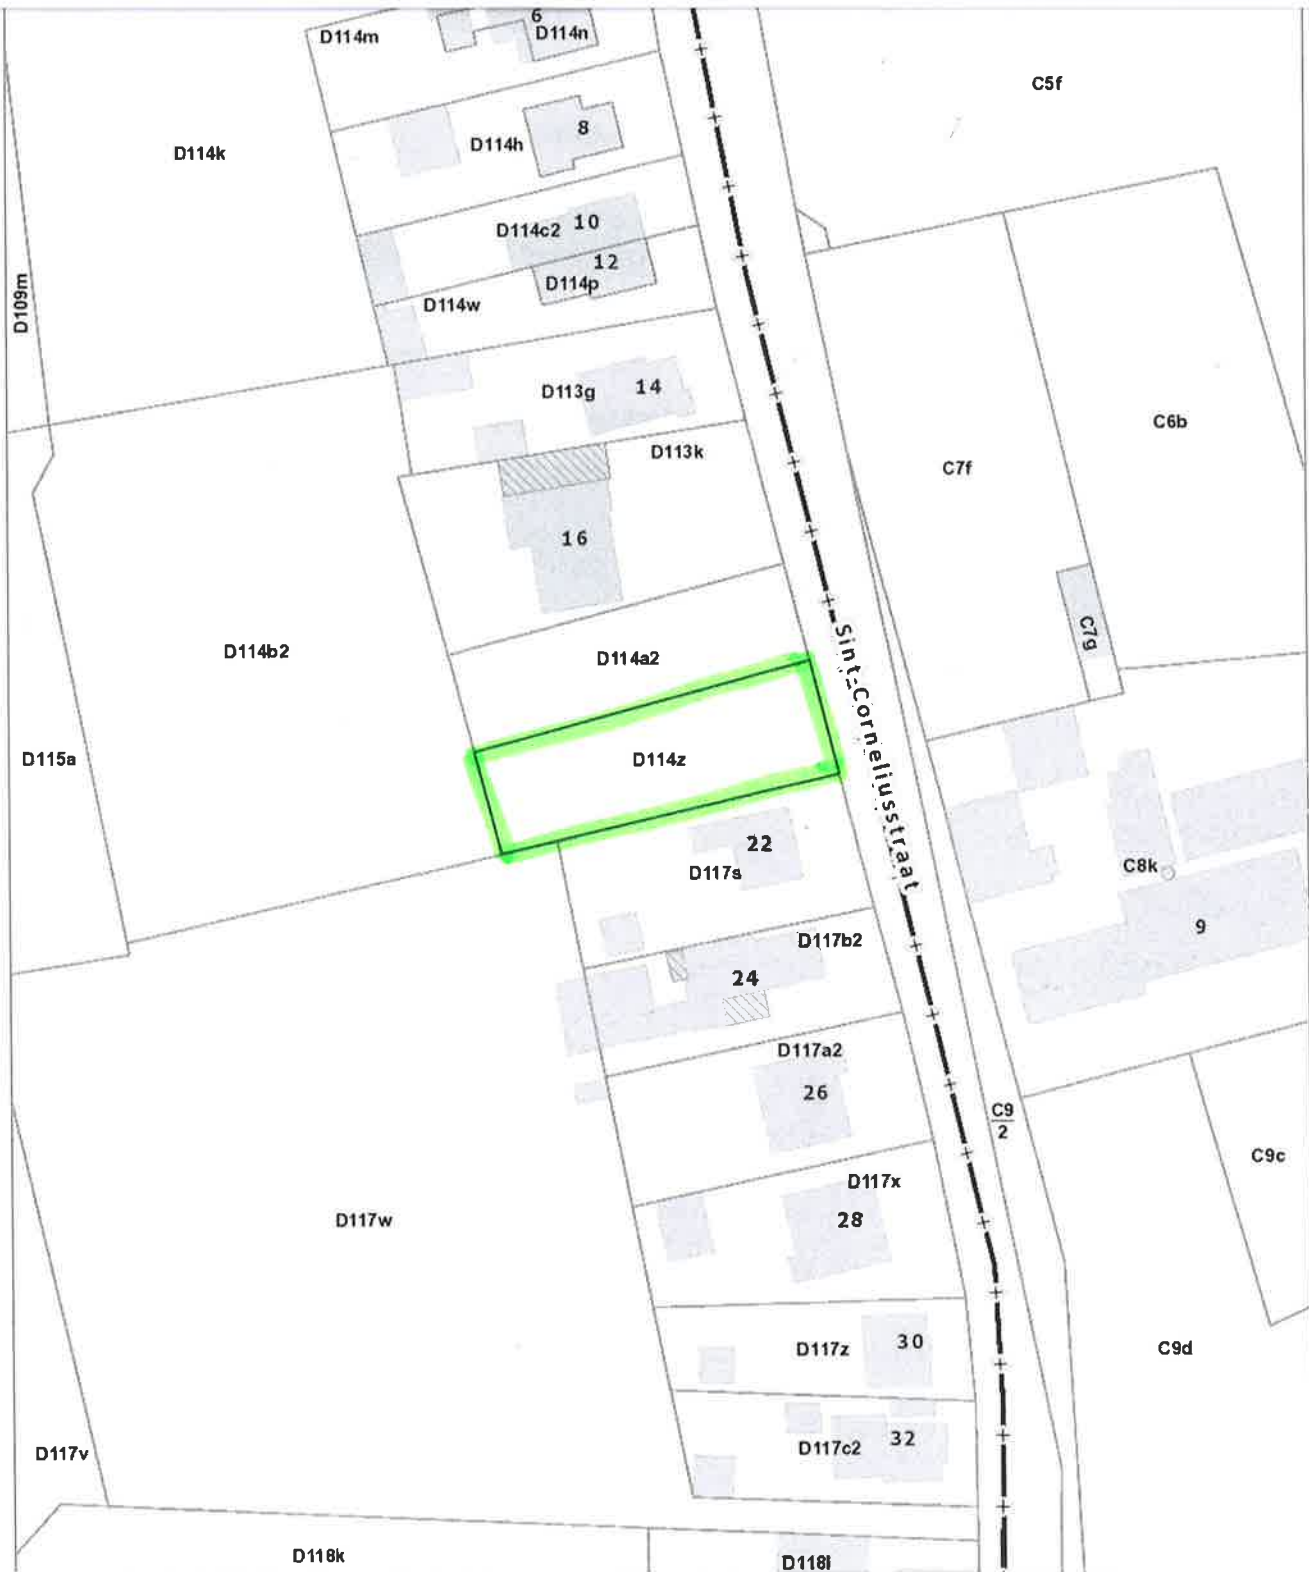 6
D114m
D114n
C5f
8
D114h
D114k
10
D114c2
12
D114p
D109m
D114w
14
D113g
C6b
D113k
C7f
16
C7g
D114b2
D114a2
Sint-Corneliusstraat
D115a
D114z
22
D117s
C8k
9
D117b2
24
D117a2
26
C9
2
C9c
D117x
28
D117w
30
D117z
C9d
32
D117c2
D117v
D118k
D118l